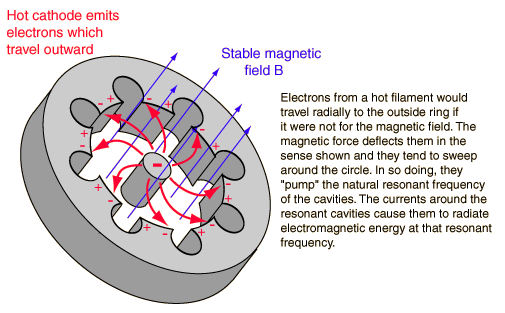 Hot cathode emits
electrons which
travel outward
Stable magnetic
field B
Electrons from a hot filament would
travel radially to the outside ring if
it were not for the magnetic field. The
magnetic force deflects them in the
sense shown and they tend to sweep
around the circle. In so doing, they
"pump" the natural resonant frequency
of the cavities. The currents around the
resonant cavities cause them to radiate
electromagnetic energy at that resonant
frequency.